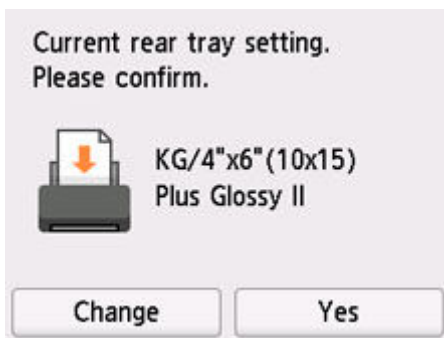 Current rear tray setting.
Please confirm.
KG/4"x6"(10x15)
Plus Glossy II
Change
Yes